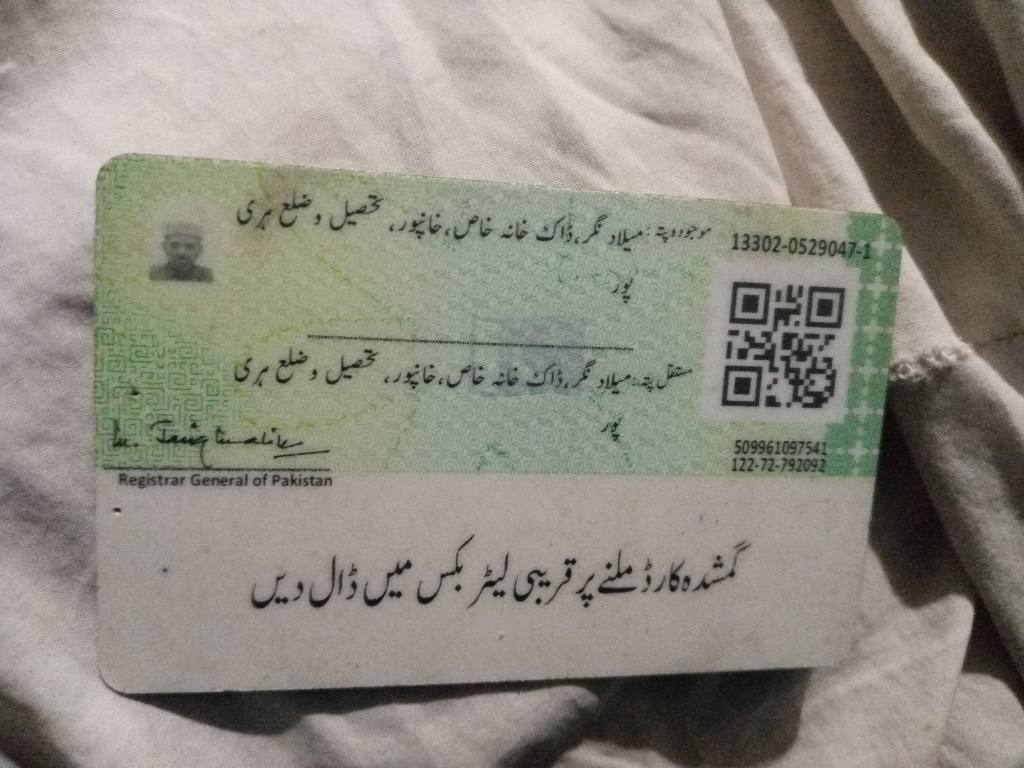 موجودہ پتہ: میلاد نگر، ڈاک خانہ خاص، خانپور، تحصیل و ضلع ہری
پور
13302-0529047-1
مستقل پتہ: میلاد نگر، ڈاک خانہ خاص، خانپور، تحصیل و ضلع ہری
پور
509961097541
122-72-792092
Registrar General of Pakistan
گمشدہ کارڈ ملنے پر قریبی لیٹر بکس میں ڈال دیں